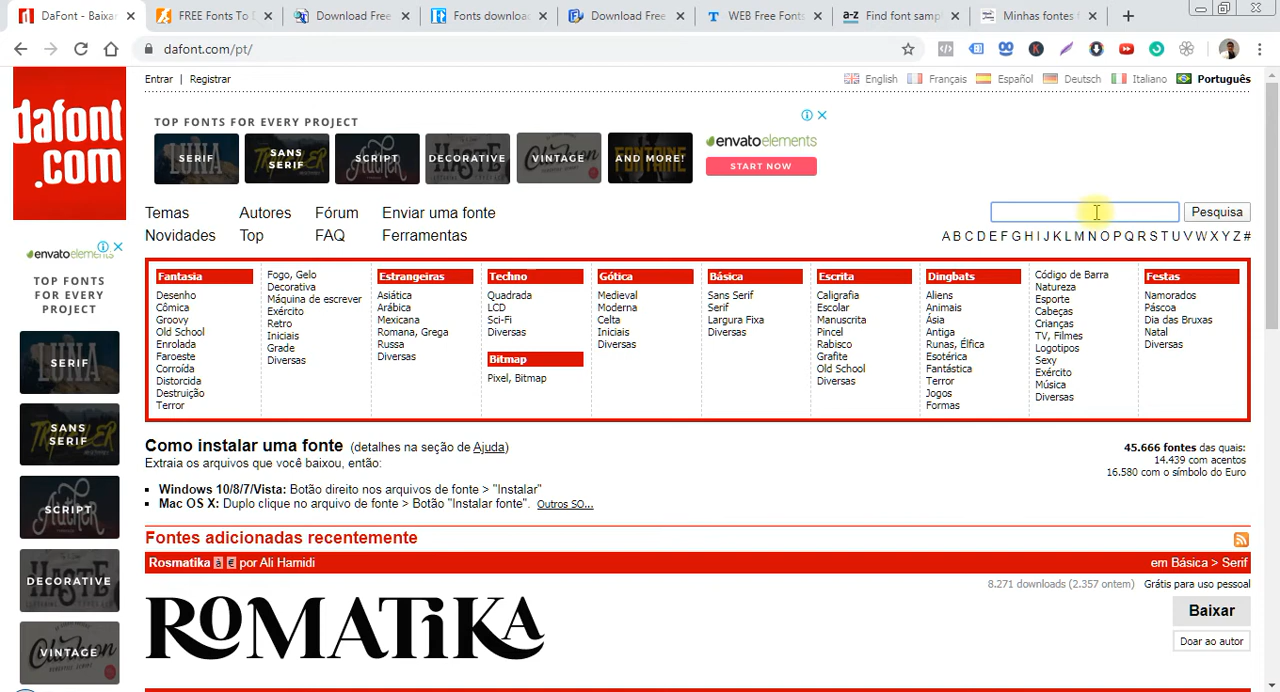 DaFont - Baixar
FREE Fonts To D
Download Free
Fonts downloa
Download Free
WEB Free Fonts
Find font samp
Minhas fontes
dafont.com/pt/
dafont
.com
Entrar | Registrar
English Français Español Deutsch Italiano Português
TOP FONTS FOR EVERY PROJECT
SERIF
SANS SERIF
SCRIPT
DECORATIVE
VINTAGE
AND MORE!
envatoelements
START NOW
Temas Autores Fórum Enviar uma fonte
Novidades Top FAQ Ferramentas
Pesquisa
A B C D E F G H I J K L M N O P Q R S T U V W X Y Z #
envatoelements
TOP FONTS
FOR EVERY
PROJECT
SERIF
SANS
SERIF
SCRIPT
DECORATIVE
VINTAGE
Fantasia
Desenho
Cômica
Groovy
Old School
Enrolada
Faroeste
Corroída
Distorcida
Destruição
Terror
Fogo, Gelo
Decorativa
Máquina de escrever
Exército
Retro
Iniciais
Grade
Diversas
Estrangeiras
Asiática
Arábica
Mexicana
Romana, Grega
Russa
Diversas
Techno
Quadrada
LCD
Sci-Fi
Diversas
Bitmap
Pixel, Bitmap
Gótica
Medieval
Moderna
Celta
Iniciais
Diversas
Básica
Sans Serif
Serif
Largura Fixa
Diversas
Escrita
Caligrafia
Escolar
Manuscrita
Pincel
Rabisco
Grafite
Old School
Diversas
Dingbats
Aliens
Animais
Ásia
Antiga
Runas, Élfica
Esotérica
Fantástica
Terror
Jogos
Formas
Código de Barra
Natureza
Esporte
Cabeças
Crianças
TV, Filmes
Logotipos
Sexy
Exército
Música
Diversas
Festas
Namorados
Páscoa
Dia das Bruxas
Natal
Diversas
Como instalar uma fonte (detalhes na seção de Ajuda)
Extraia os arquivos que você baixou, então:
Windows 10/8/7/Vista: Botão direito nos arquivos de fonte > "Instalar"
Mac OS X: Duplo clique no arquivo de fonte > Botão "Instalar fonte". Outros SO...
45.666 fontes das quais:
14.439 com acentos
16.580 com o símbolo do Euro
Fontes adicionadas recentemente
Rosmatika à € por Ali Hamidi em Básica > Serif
8.271 downloads (2.357 ontem) Grátis para uso pessoal
ROMATiKA
Baixar
Doar ao autor